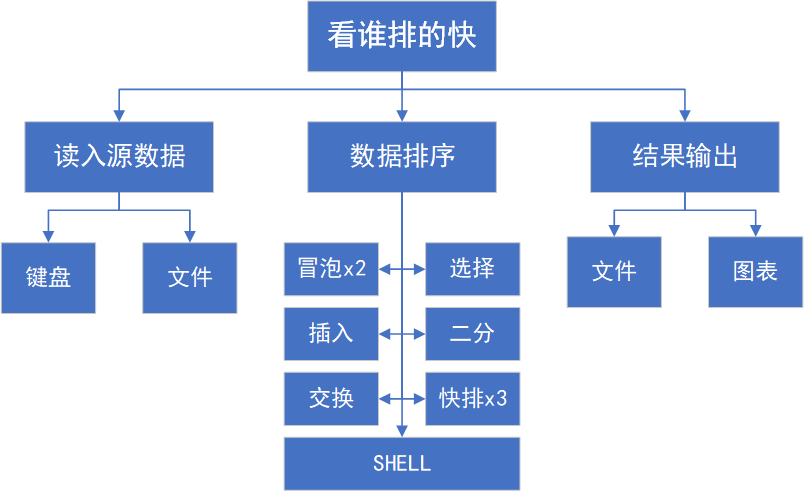 看谁排的快
读入源数据
数据排序
结果输出
键盘
文件
冒泡x2
选择
插入
二分
交换
快排x3
SHELL
文件
图表